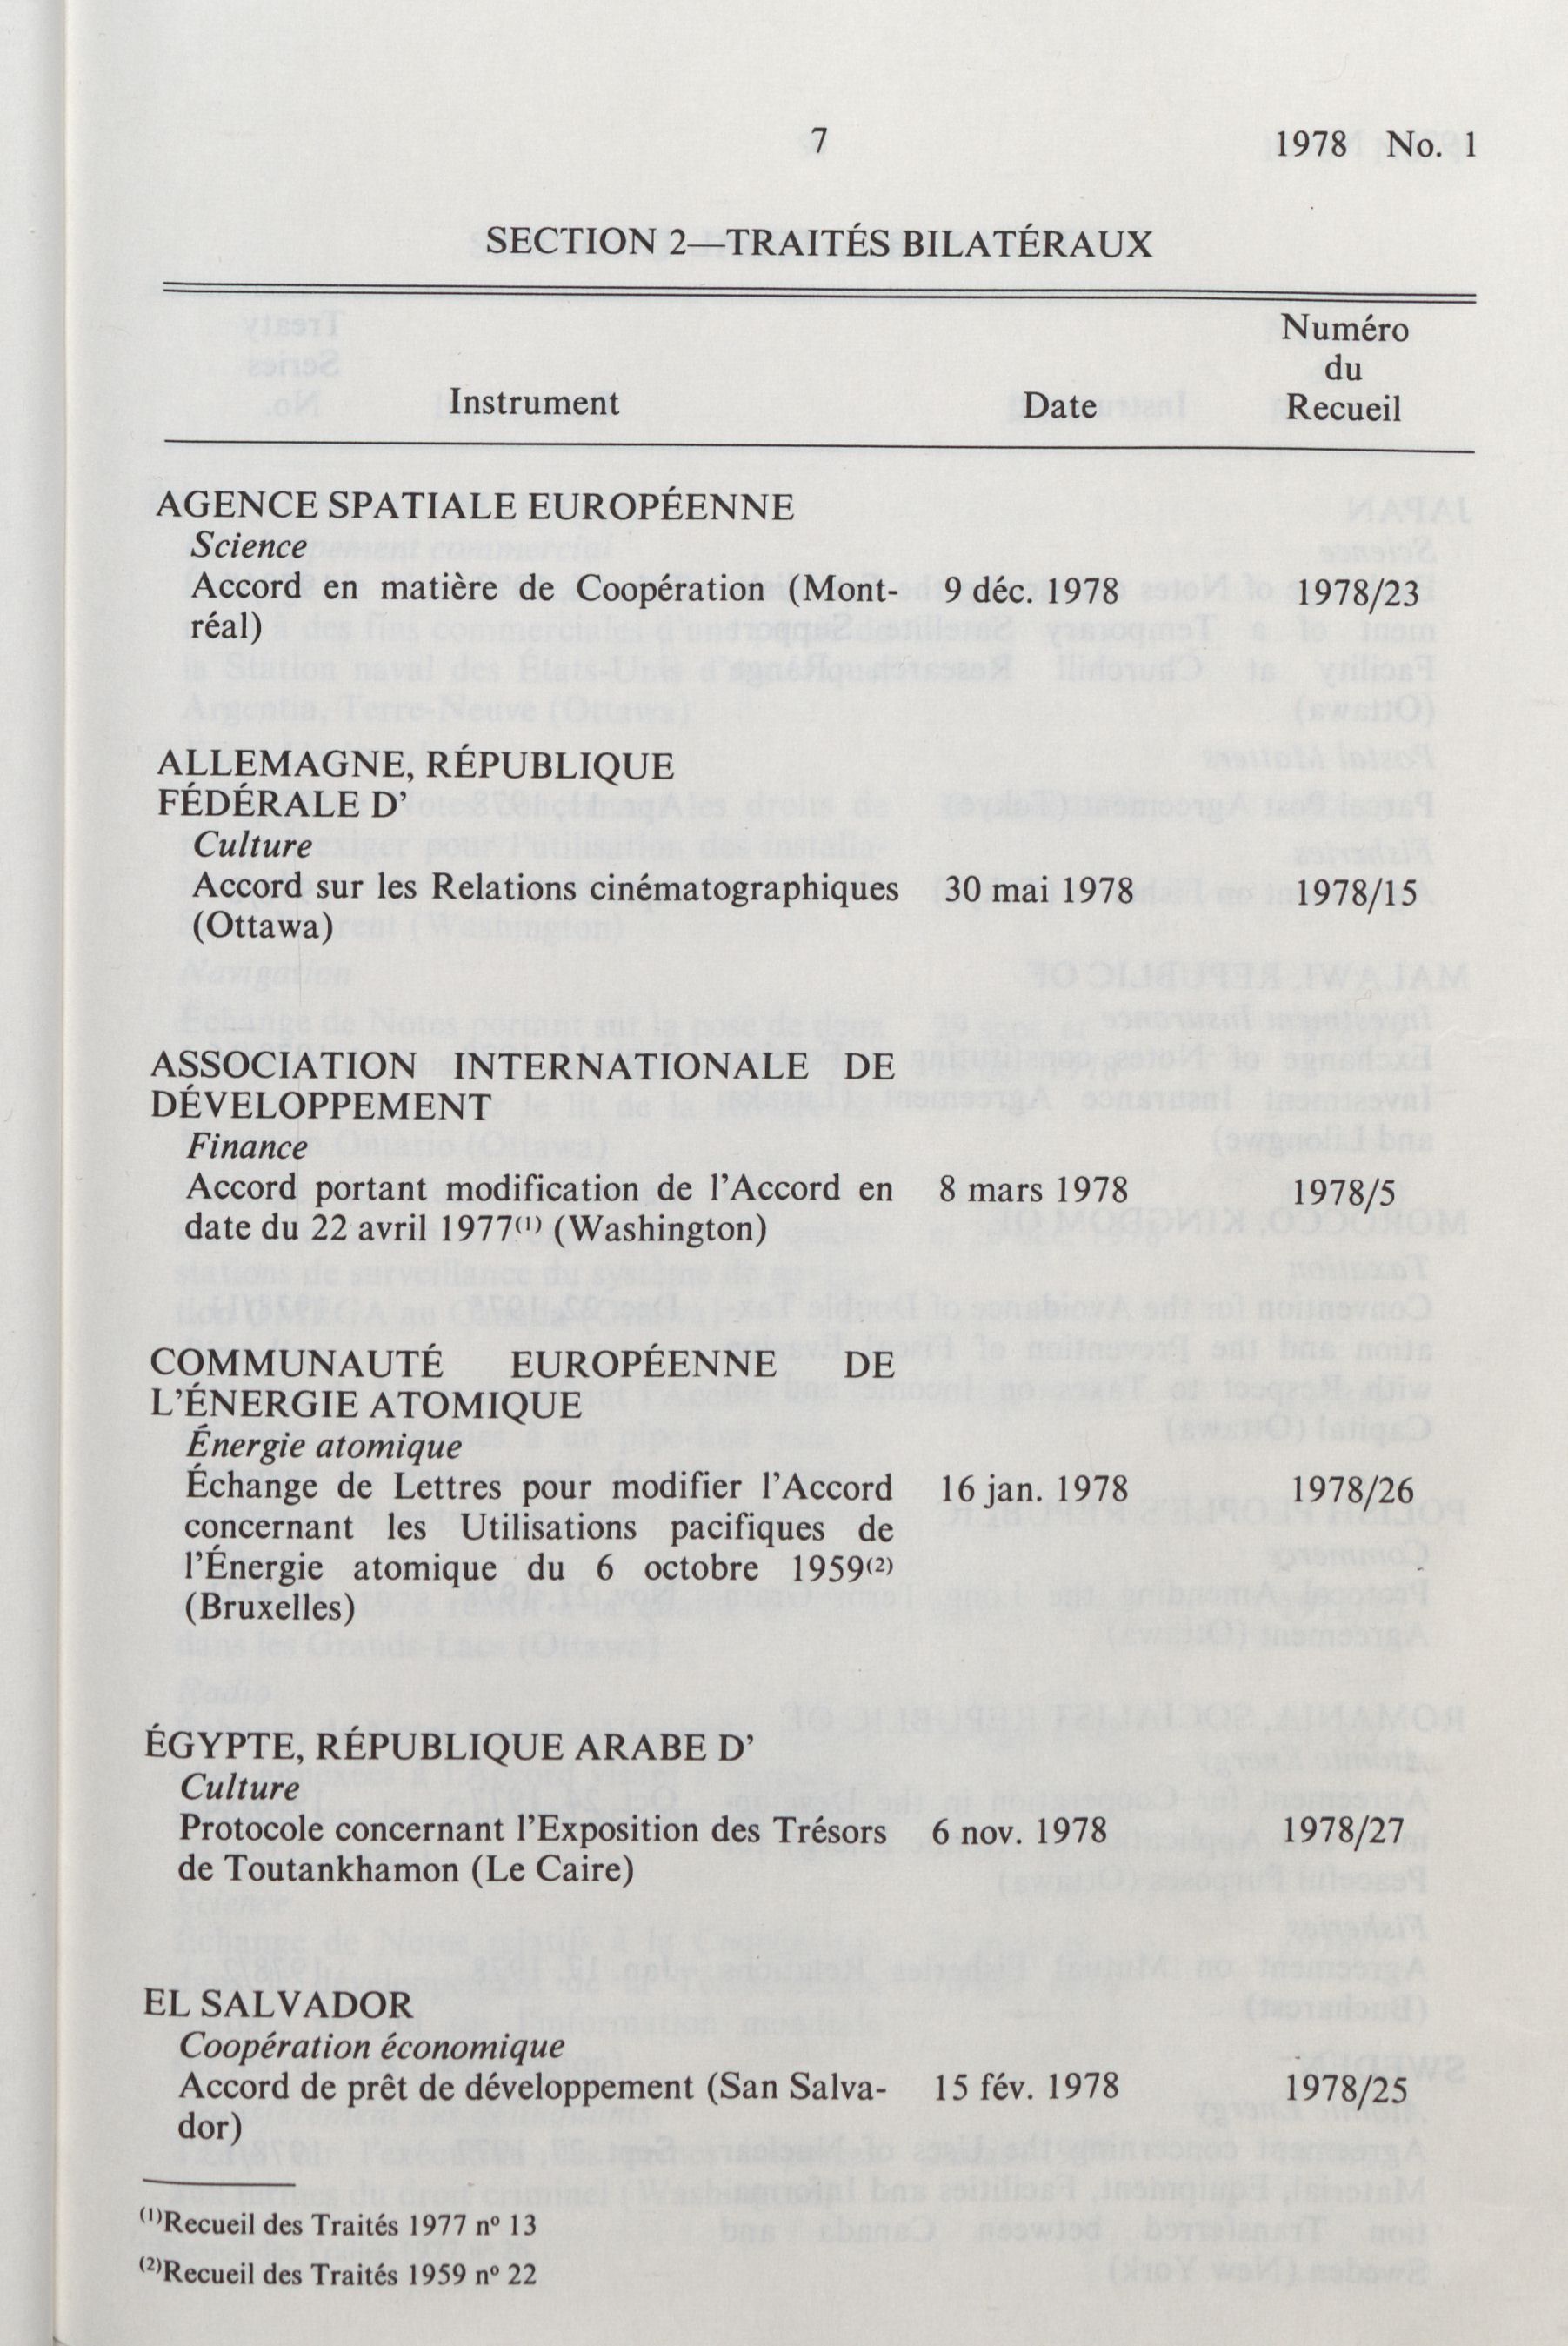 7 1978 No. 1
SECTION 2—TRAITÉS BILATÉRAUX
Numéro
du
Instrument Date Recueil
AGENCE SPATIALE EUROPÉENNE
Science
Accord en matière de Coopération (Mont- 9 déc. 1978 1978/23
réal)
ALLEMAGNE, RÉPUBLIQUE
FÉDÉRALE D’
Culture
Accord sur les Relations cinématographiques 30 mai 1978 1978/15
(Ottawa)
ASSOCIATION INTERNATIONALE DE
DÉVELOPPEMENT
Finance
Accord portant modification de l’Accord en 8 mars 1978 1978/5
date du 22 avril 1977(1) (Washington)
COMMUNAUTÉ EUROPÉENNE DE
L’ÉNERGIE ATOMIQUE
Énergie atomique
Échange de Lettres pour modifier l’Accord 16 jan. 1978 1978/26
concernant les Utilisations pacifiques de
l’Énergie atomique du 6 octobre 1959(2)
(Bruxelles)
ÉGYPTE, RÉPUBLIQUE ARABE D’
Culture
Protocole concernant l’Exposition des Trésors 6 nov. 1978 1978/27
de Toutankhamon (Le Caire)
EL SALVADOR
Coopération économique
Accord de prêt de développement (San Salva- 15 fév. 1978 1978/25
dor)
(1)Recueil des Traités 1977 nº 13
(2)Recueil des Traités 1959 nº 22